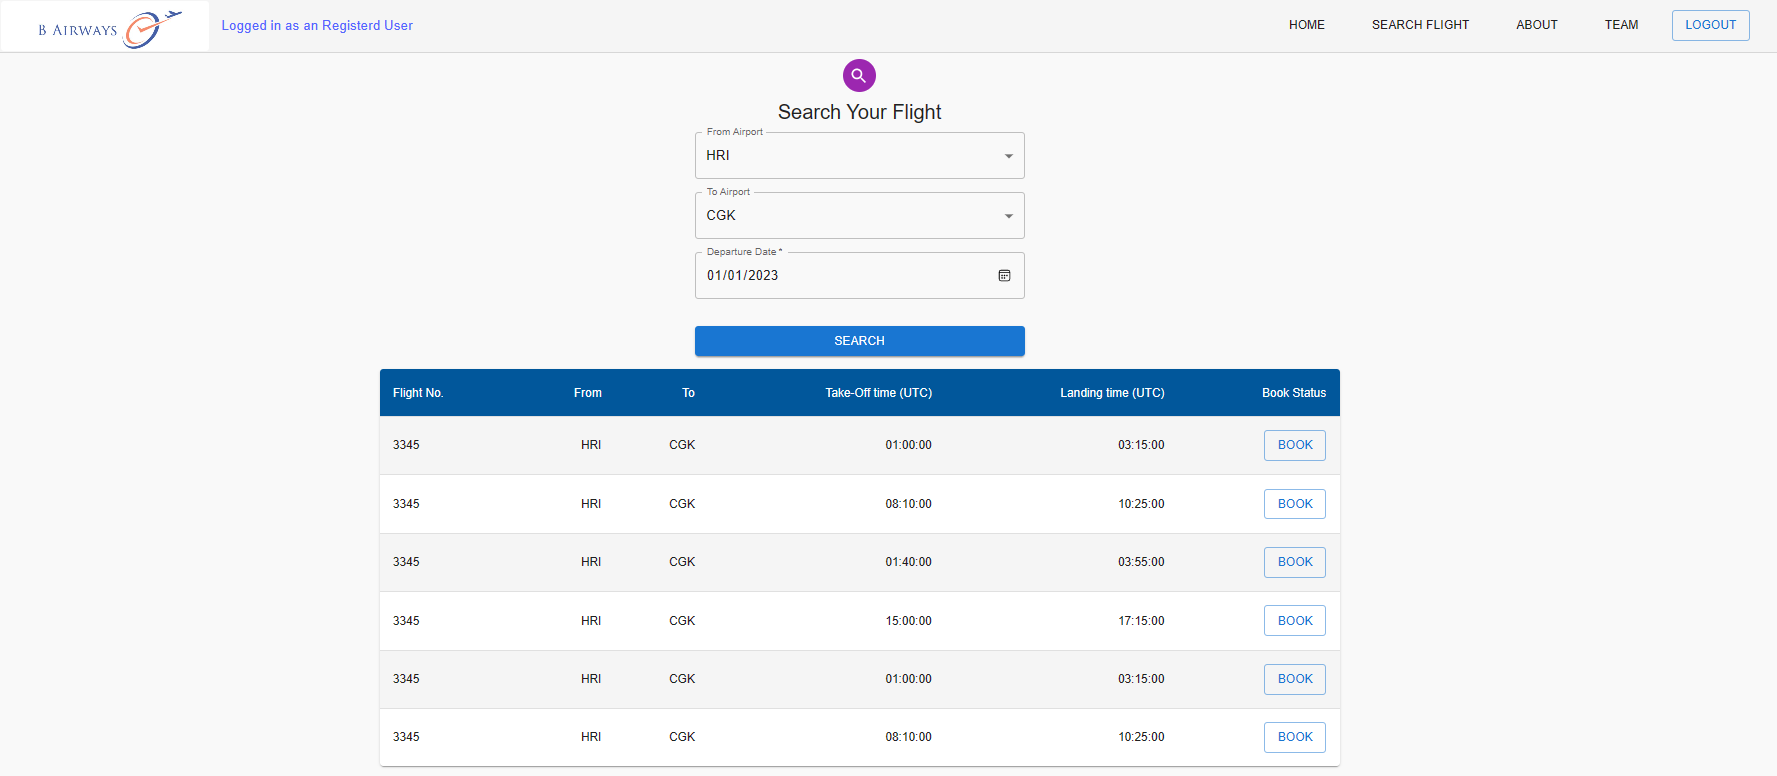 B AIRWAYS
Logged in as an Registerd User
HOME SEARCH FLIGHT ABOUT TEAM LOGOUT
Search Your Flight
From Airport
HRI
To Airport
CGK
Departure Date *
01/01/2023
SEARCH
Flight No. From To Take-Off time (UTC) Landing time (UTC) Book Status
3345 HRI CGK 01:00:00 03:15:00 BOOK
3345 HRI CGK 08:10:00 10:25:00 BOOK
3345 HRI CGK 01:40:00 03:55:00 BOOK
3345 HRI CGK 15:00:00 17:15:00 BOOK
3345 HRI CGK 01:00:00 03:15:00 BOOK
3345 HRI CGK 08:10:00 10:25:00 BOOK